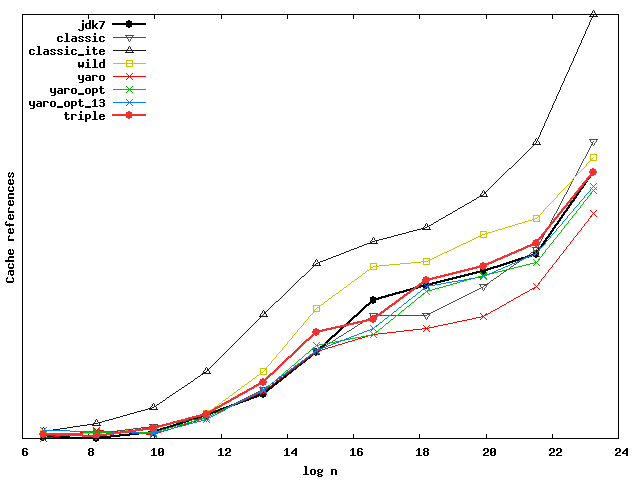 jdk7
classic
classic_ite
wild
yaro
yaro_opt
yaro_opt_13
triple
Cache references
6 8 10 12 14 16 18 20 22 24
log n